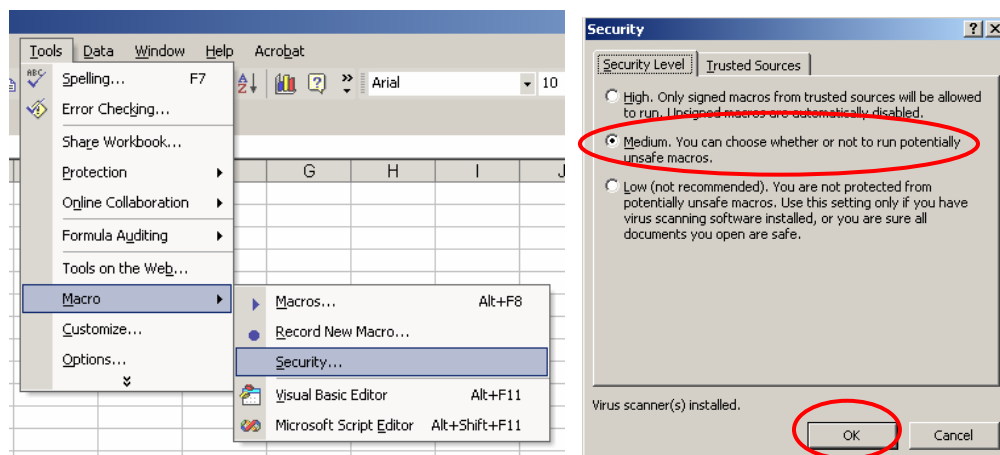 Tools Data Window Help Acrobat
ABC Spelling... F7
Arial 10
Error Checking...
Share Workbook...
Protection
Online Collaboration
Formula Auditing
Tools on the Web...
Macro
Customize...
Options...
G H I J
Macros... Alt+F8
Record New Macro...
Security...
Visual Basic Editor Alt+F11
Microsoft Script Editor Alt+Shift+F11
Security
Security Level Trusted Sources
High. Only signed macros from trusted sources will be allowed
to run. Unsigned macros are automatically disabled.
Medium. You can choose whether or not to run potentially
unsafe macros.
Low (not recommended). You are not protected from
potentially unsafe macros. Use this setting only if you have
virus scanning software installed, or you are sure all
documents you open are safe.
Virus scanner(s) installed.
OK Cancel